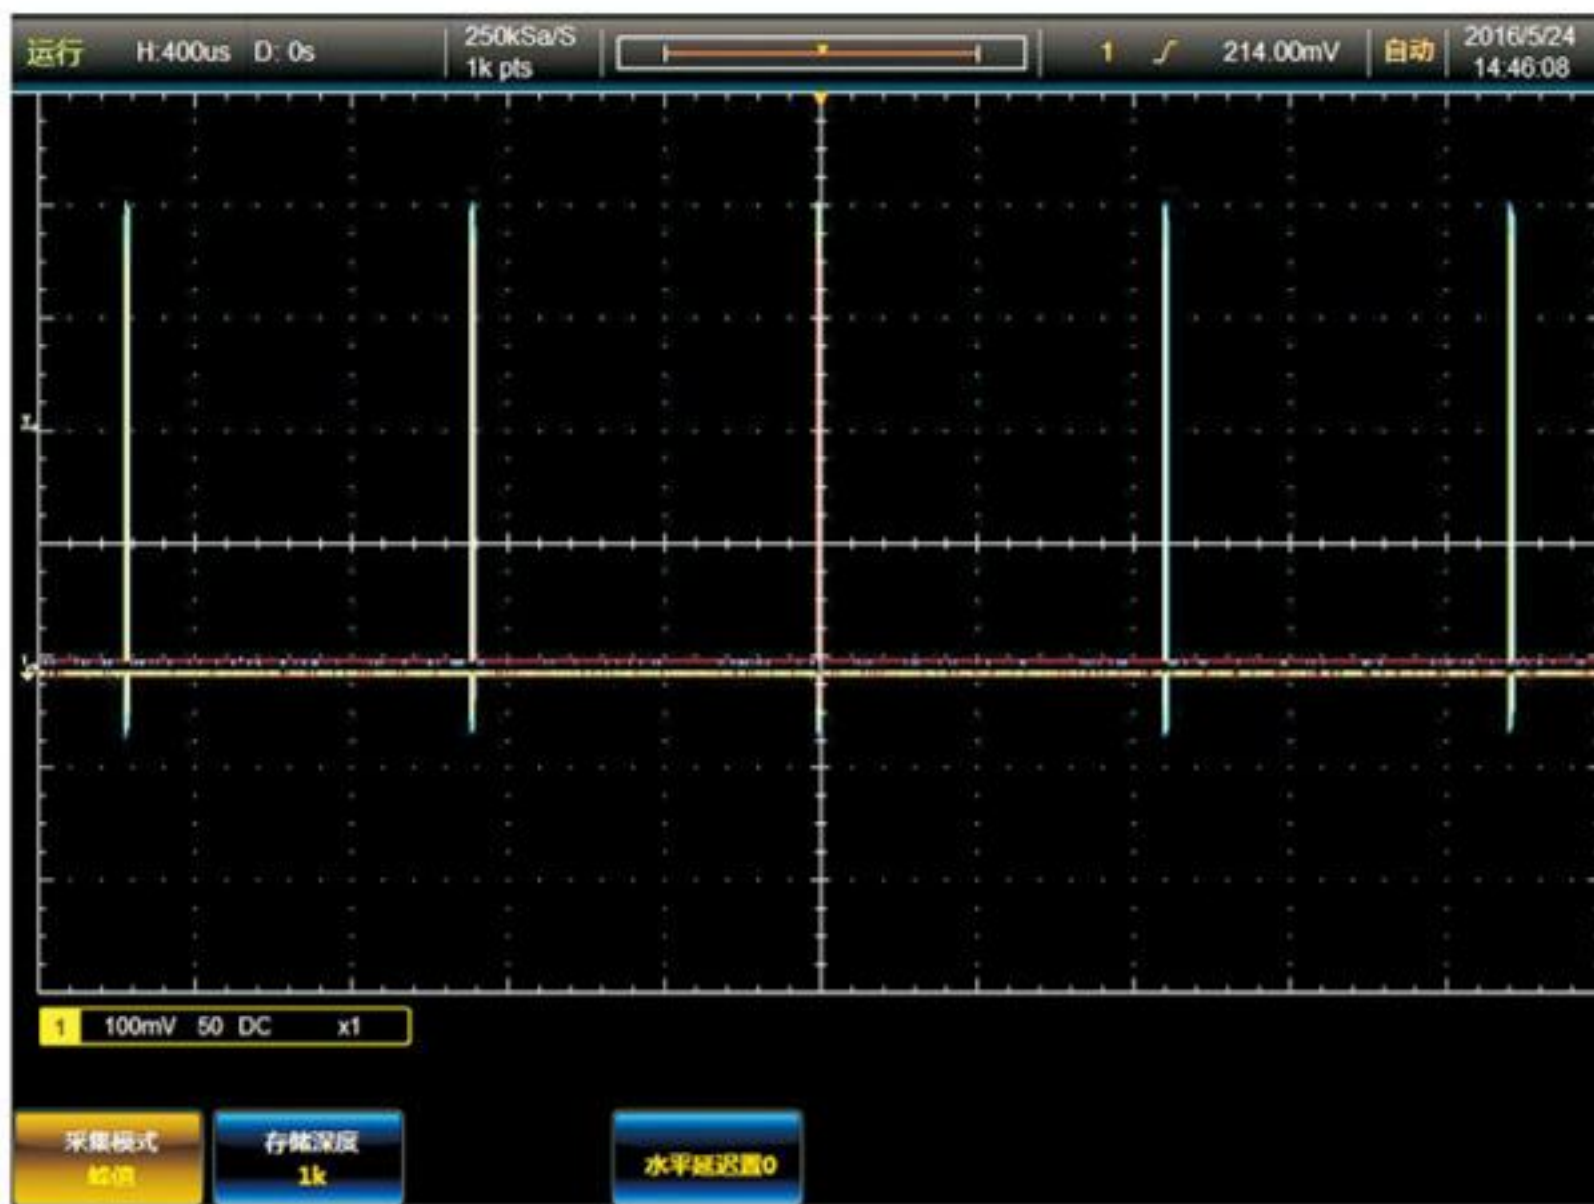 运行 H:400us D: 0s 250kSa/S 1 214.00mV 自动 2016/5/24
1k pts 14:46:08
1 100mV 50 DC x1
采集模式 存储深度
峰值 1k 水平延迟置0